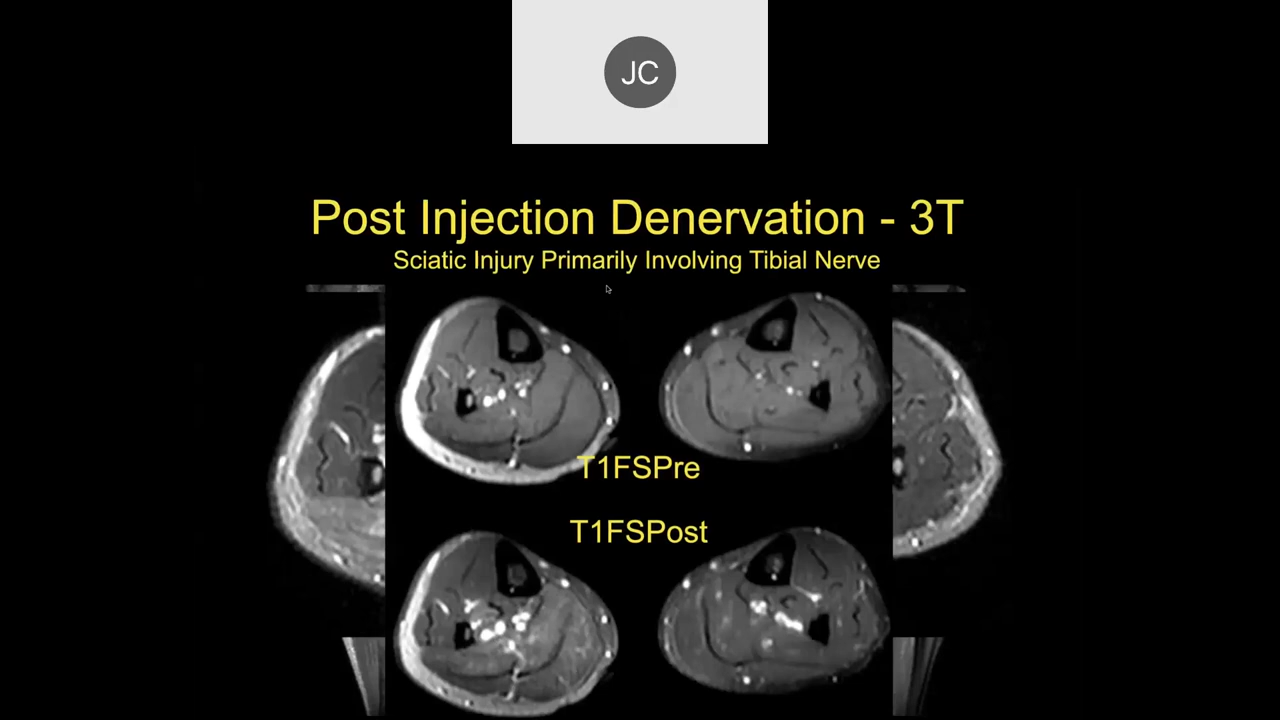 JC
Post Injection Denervation - 3T
Sciatic Injury Primarily Involving Tibial Nerve
T1FSPre
T1FSPost